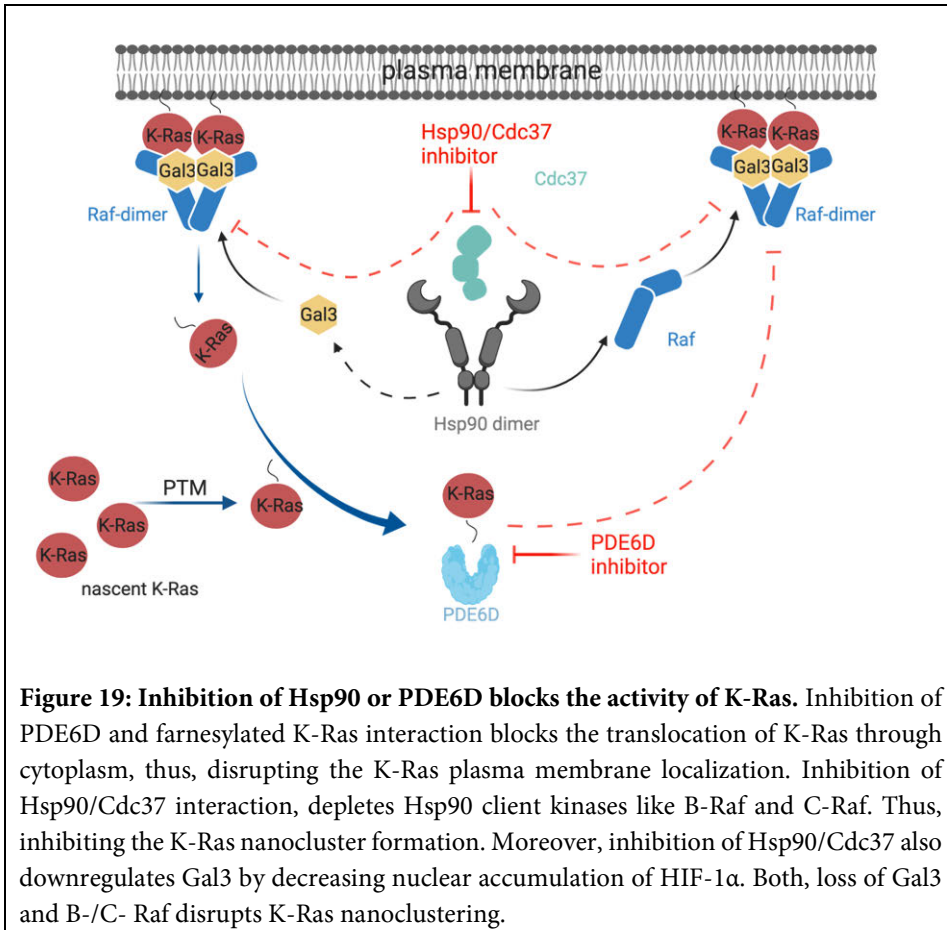 plasma membrane
K-Ras K-Ras
Gal3 Gal3
Raf-dimer
Hsp90/Cdc37
inhibitor
Cdc37
K-Ras K-Ras
Gal3 Gal3
Raf-dimer
K-Ras
Gal3
Raf
Hsp90 dimer
K-Ras
K-Ras
K-Ras
nascent K-Ras
PTM
K-Ras
K-Ras
PDE6D
PDE6D
inhibitor
Figure 19: Inhibition of Hsp90 or PDE6D blocks the activity of K-Ras. Inhibition of
PDE6D and farnesylated K-Ras interaction blocks the translocation of K-Ras through
cytoplasm, thus, disrupting the K-Ras plasma membrane localization. Inhibition of
Hsp90/Cdc37 interaction, depletes Hsp90 client kinases like B-Raf and C-Raf. Thus,
inhibiting the K-Ras nanocluster formation. Moreover, inhibition of Hsp90/Cdc37 also
downregulates Gal3 by decreasing nuclear accumulation of HIF-1α. Both, loss of Gal3
and B-/C- Raf disrupts K-Ras nanoclustering.